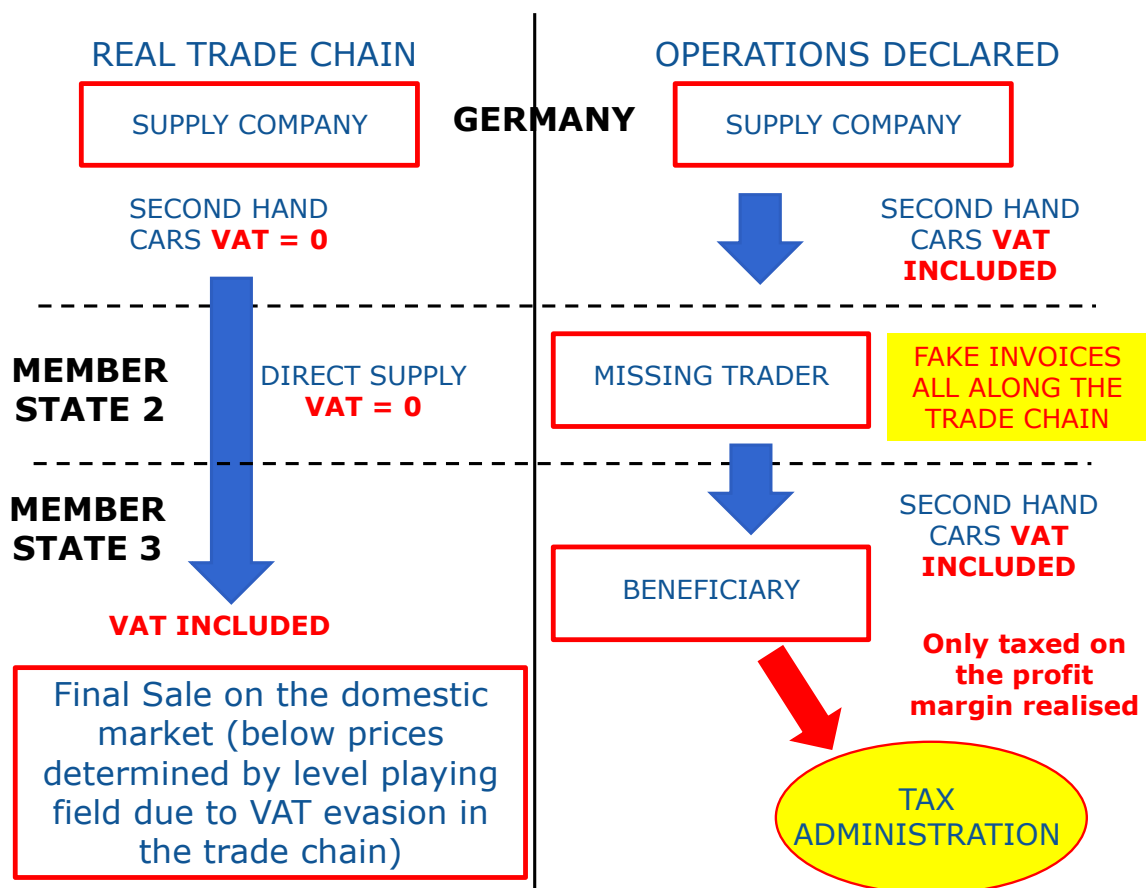 REAL TRADE CHAIN
SUPPLY COMPANY
SECOND HAND
CARS VAT = 0
GERMANY
OPERATIONS DECLARED
SUPPLY COMPANY
SECOND HAND
CARS VAT
INCLUDED
MEMBER
STATE 2
DIRECT SUPPLY
VAT = 0
MISSING TRADER
FAKE INVOICES
ALL ALONG THE
TRADE CHAIN
MEMBER
STATE 3
VAT INCLUDED
Final Sale on the domestic
market (below prices
determined by level playing
field due to VAT evasion in
the trade chain)
SECOND HAND
CARS VAT
INCLUDED
BENEFICIARY
Only taxed on
the profit
margin realised
TAX
ADMINISTRATION